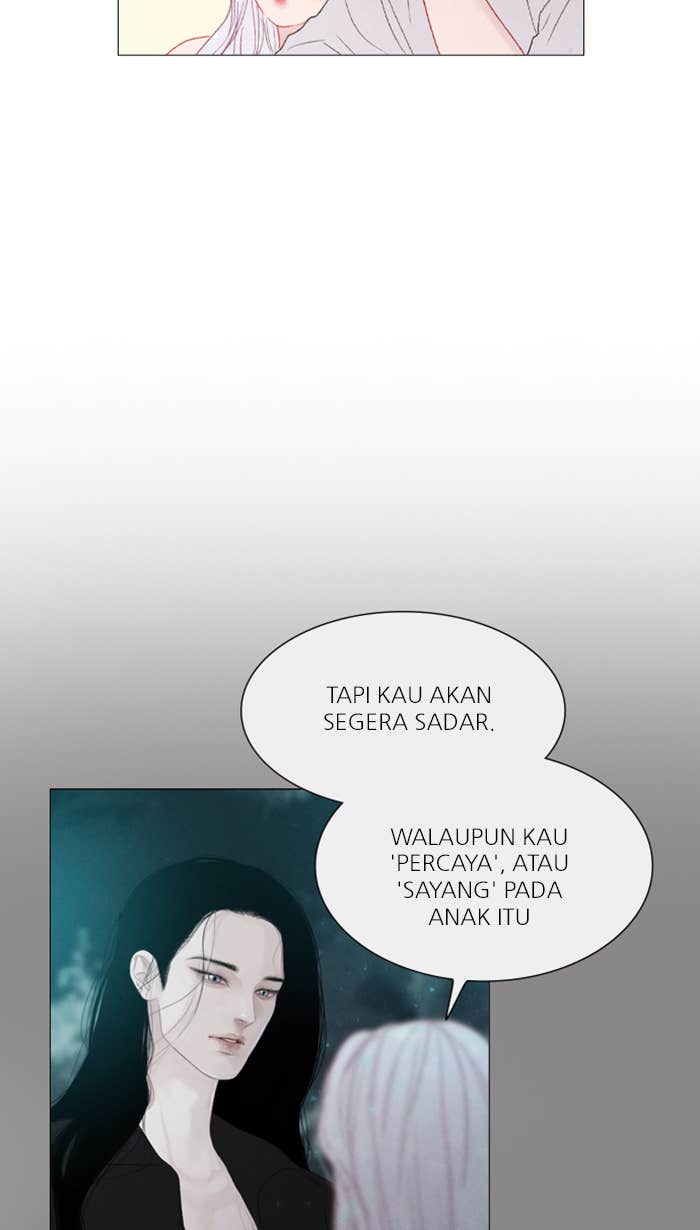 TAPI KAU AKAN
SEGERA SADAR.
WALAUPUN KAU
'PERCAYA', ATAU
'SAYANG' PADA
ANAK ITU